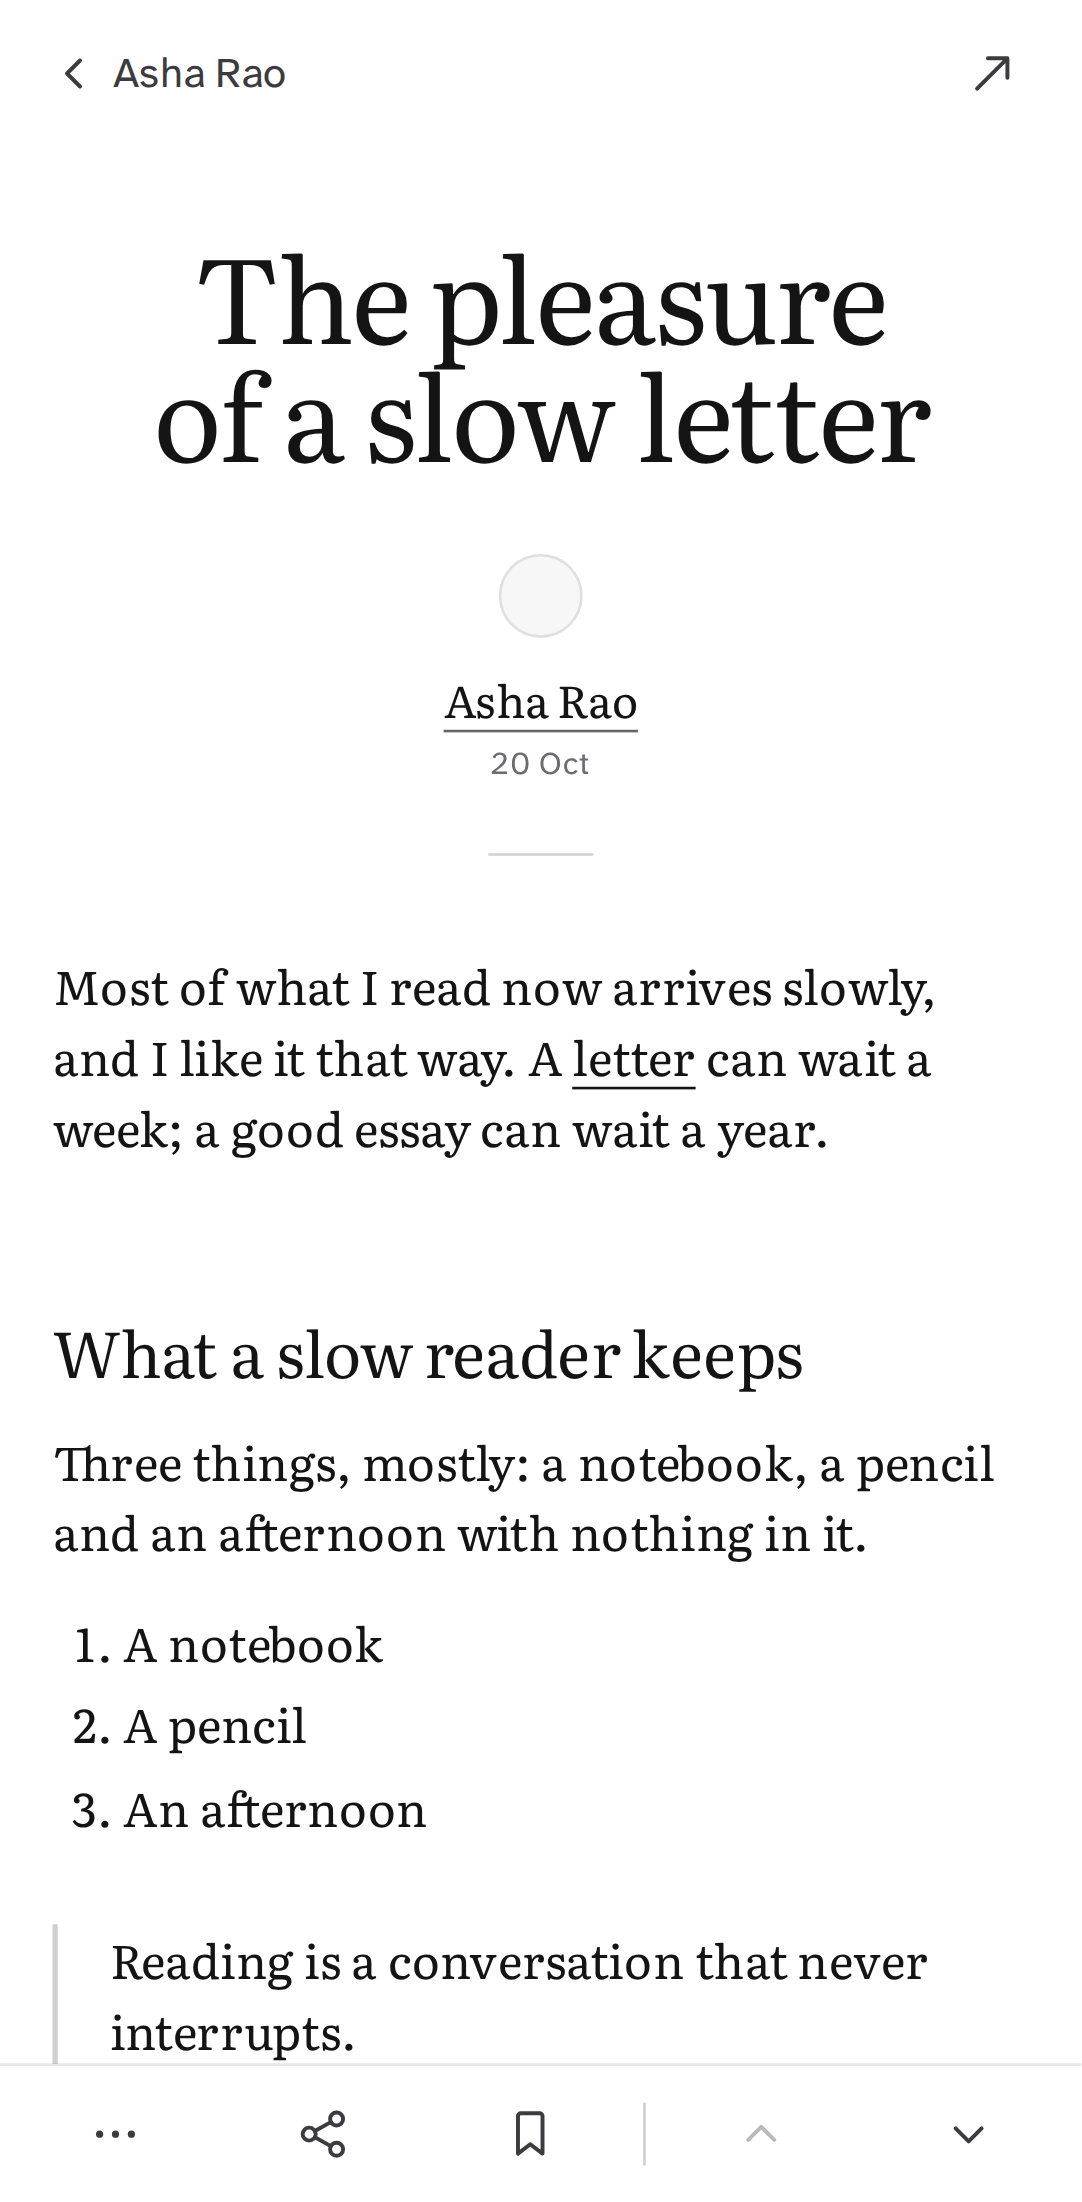 Asha Rao
The pleasure
of a slow letter
Asha Rao
20 Oct
Most of what I read now arrives slowly,
and I like it that way. A letter can wait a
week; a good essay can wait a year.
What a slow reader keeps
Three things, mostly: a notebook, a pencil
and an afternoon with nothing in it.
1. A notebook
2. A pencil
3. An afternoon
Reading is a conversation that never
interrupts.